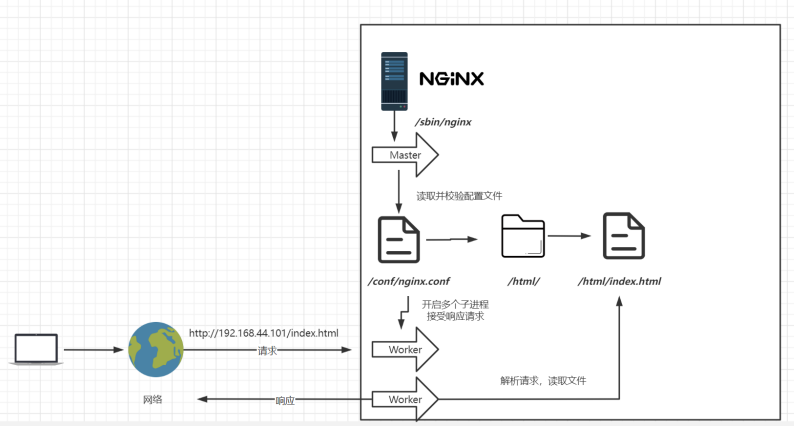 NGiNX
/sbin/nginx
Master
读取并校验配置文件
/conf/nginx.conf
/html/
/html/index.html
开启多个子进程
接受响应请求
http://192.168.44.101/index.html
请求
Worker
解析请求，读取文件
网络
响应
Worker